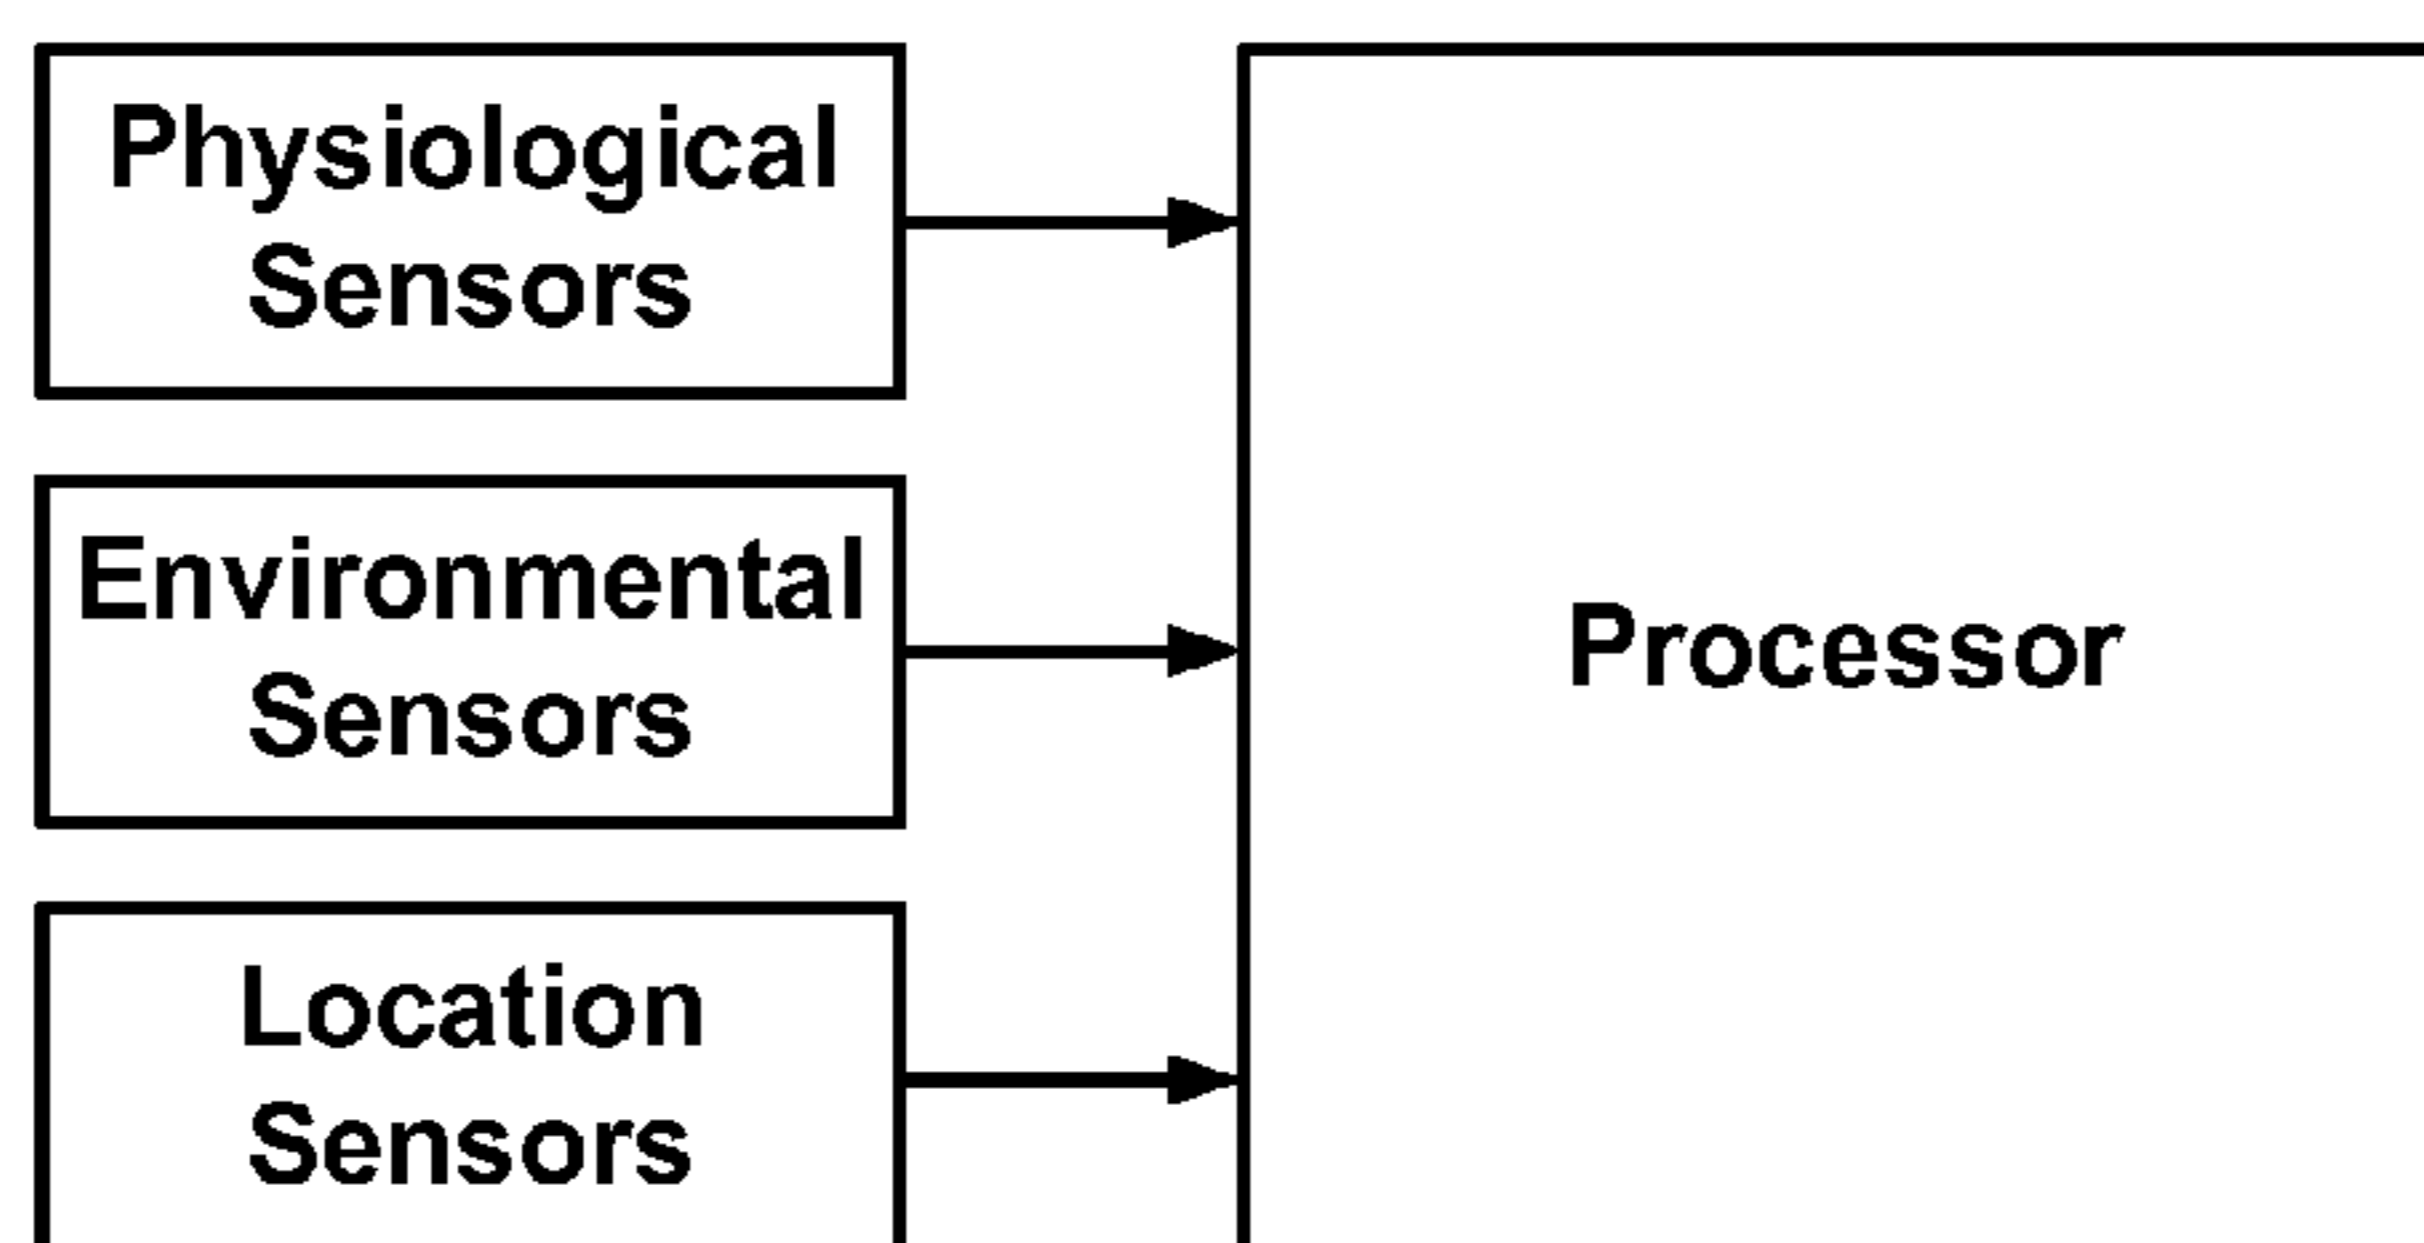 Physiological
Sensors
Environmental
Sensors
Processor
Location
Sensors